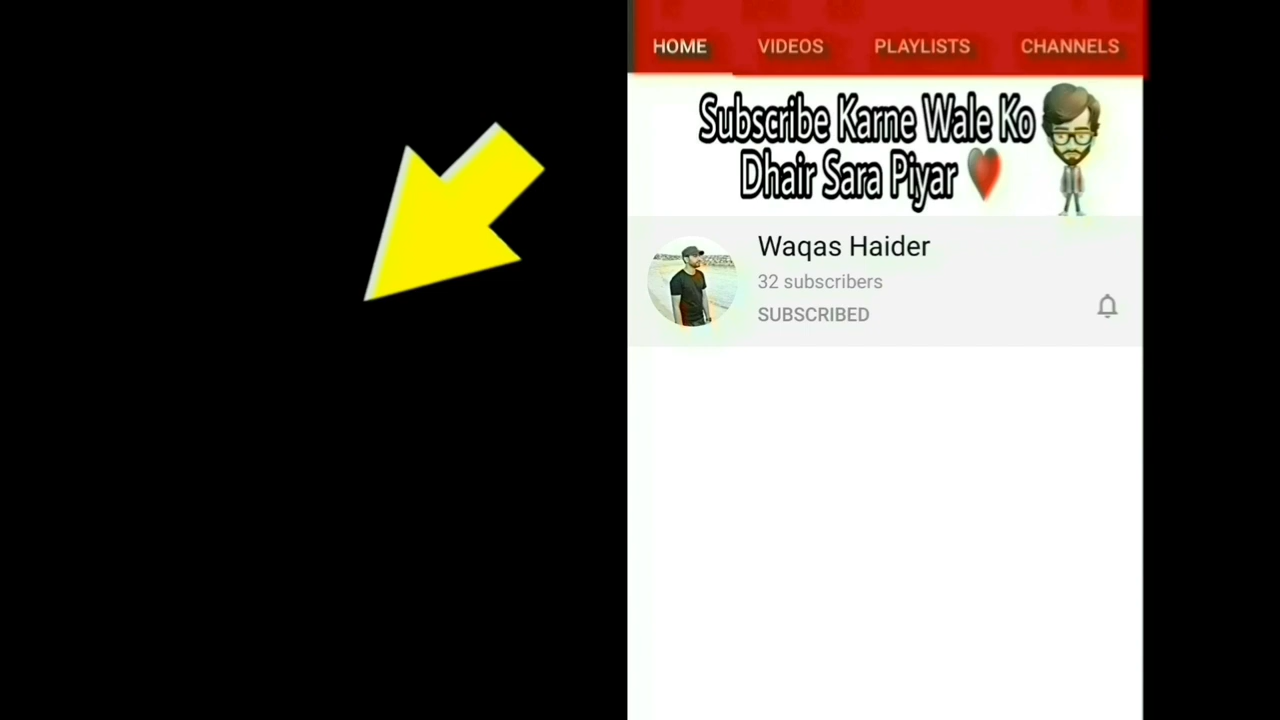 HOME VIDEOS PLAYLISTS CHANNELS
Subscribe Karne Wale Ko
Dhair Sara Piyar
Waqas Haider
32 subscribers
SUBSCRIBED